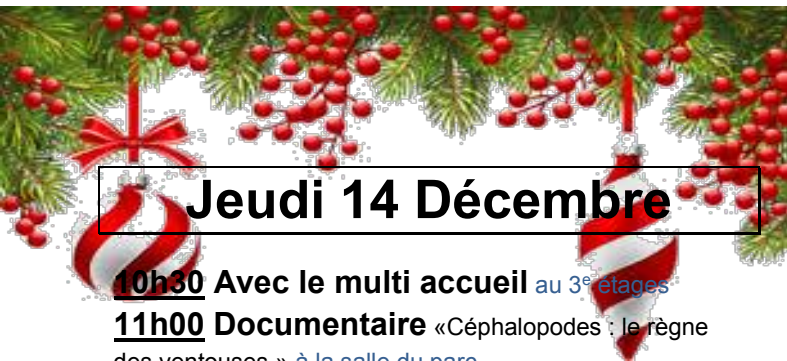 Jeudi 14 Décembre
10h30 Avec le multi accueil au 3e étages
11h00 Documentaire «Céphalopodes : le règne
des ventouses » à la salle du parc